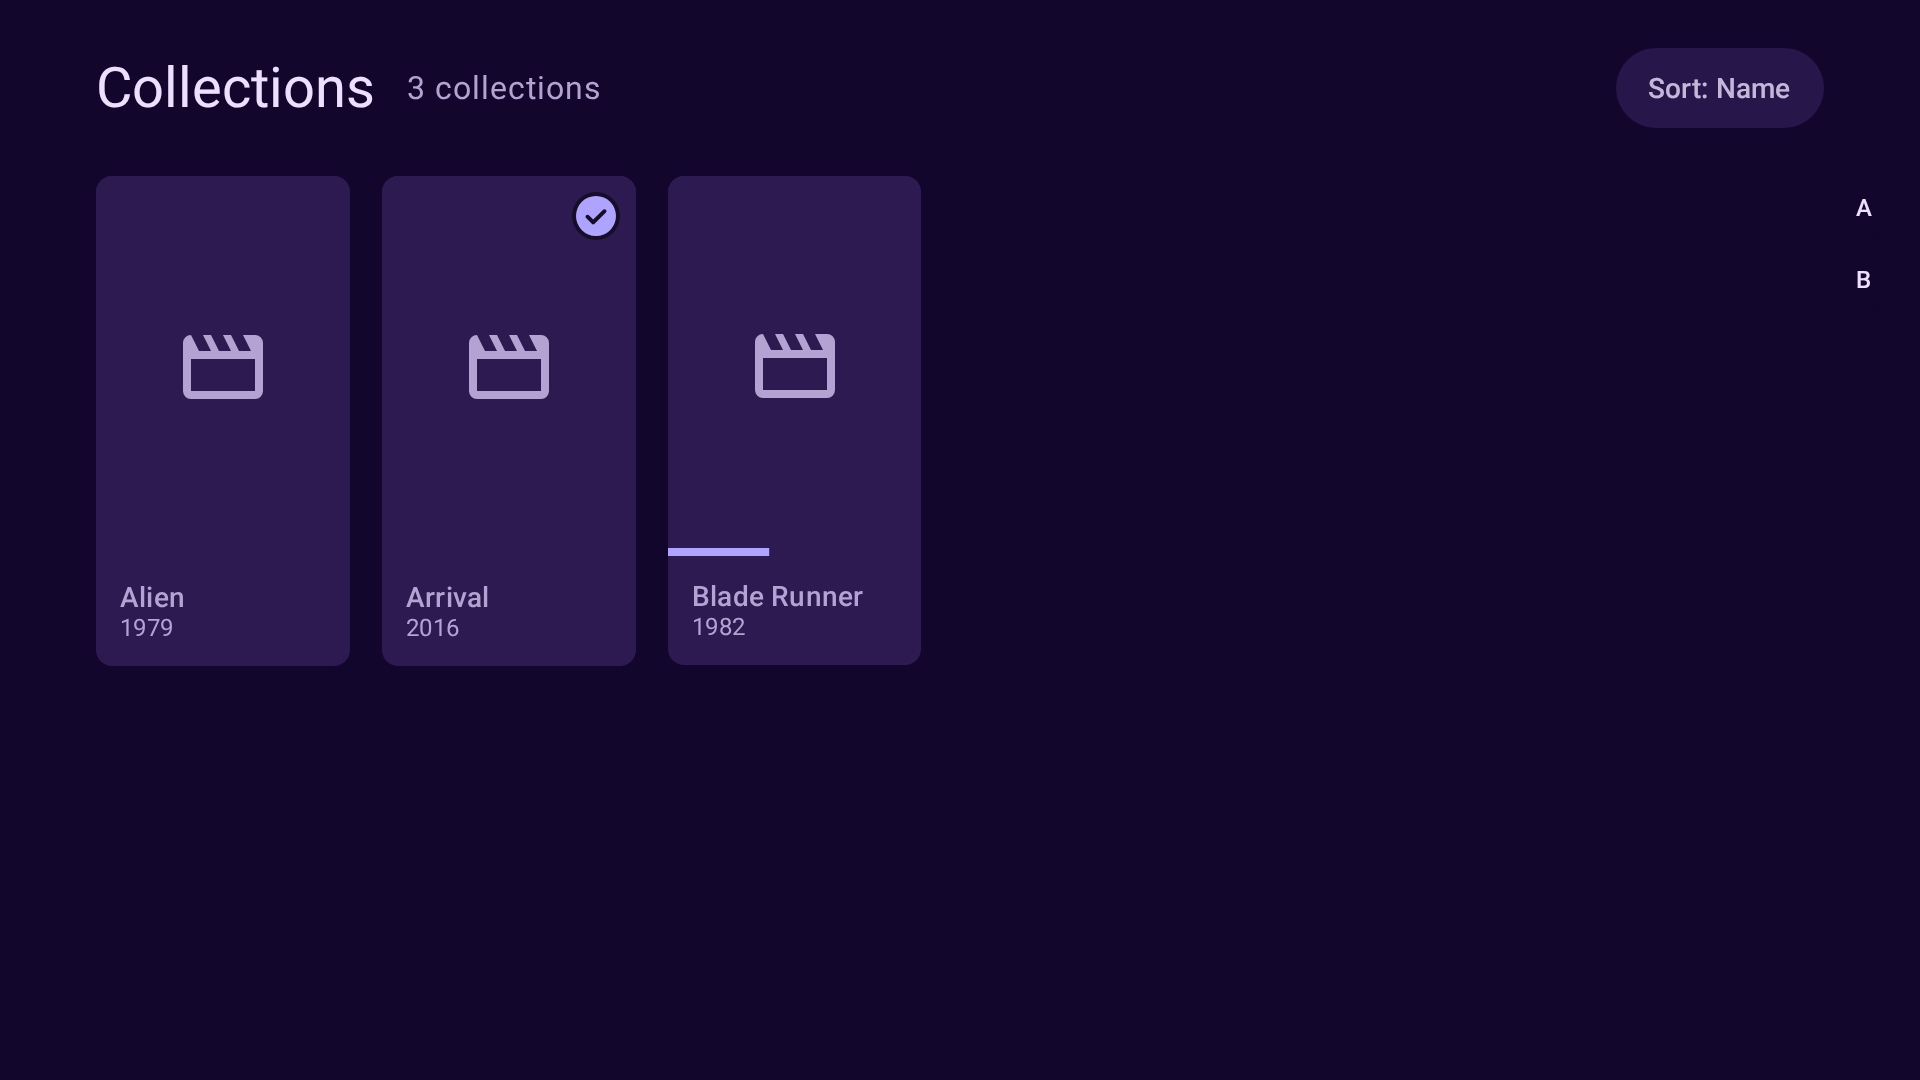 Collections
3 collections
Sort: Name
A
B
Alien
1979
Arrival
2016
Blade Runner
1982